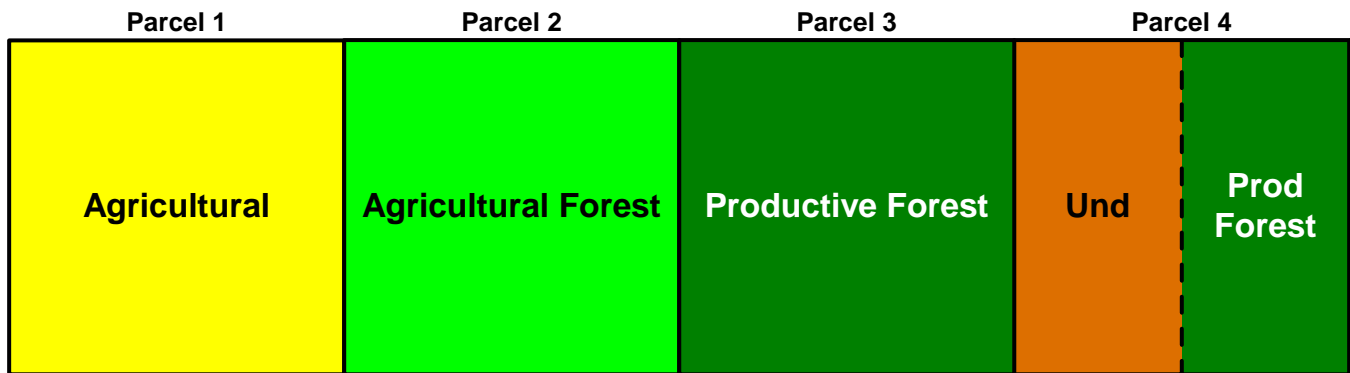 Parcel 1 Parcel 2 Parcel 3 Parcel 4
Agricultural
Agricultural Forest
Productive Forest
Und
Prod
Forest